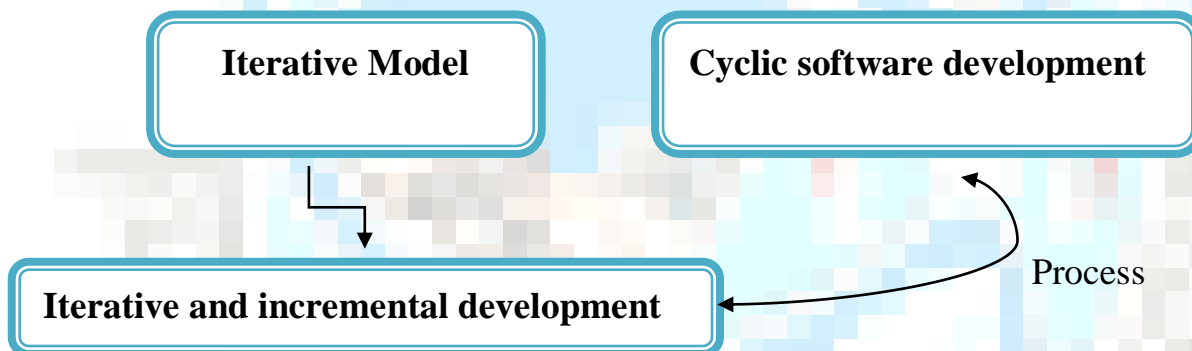 Iterative Model
Cyclic software development
Iterative and incremental development
Process